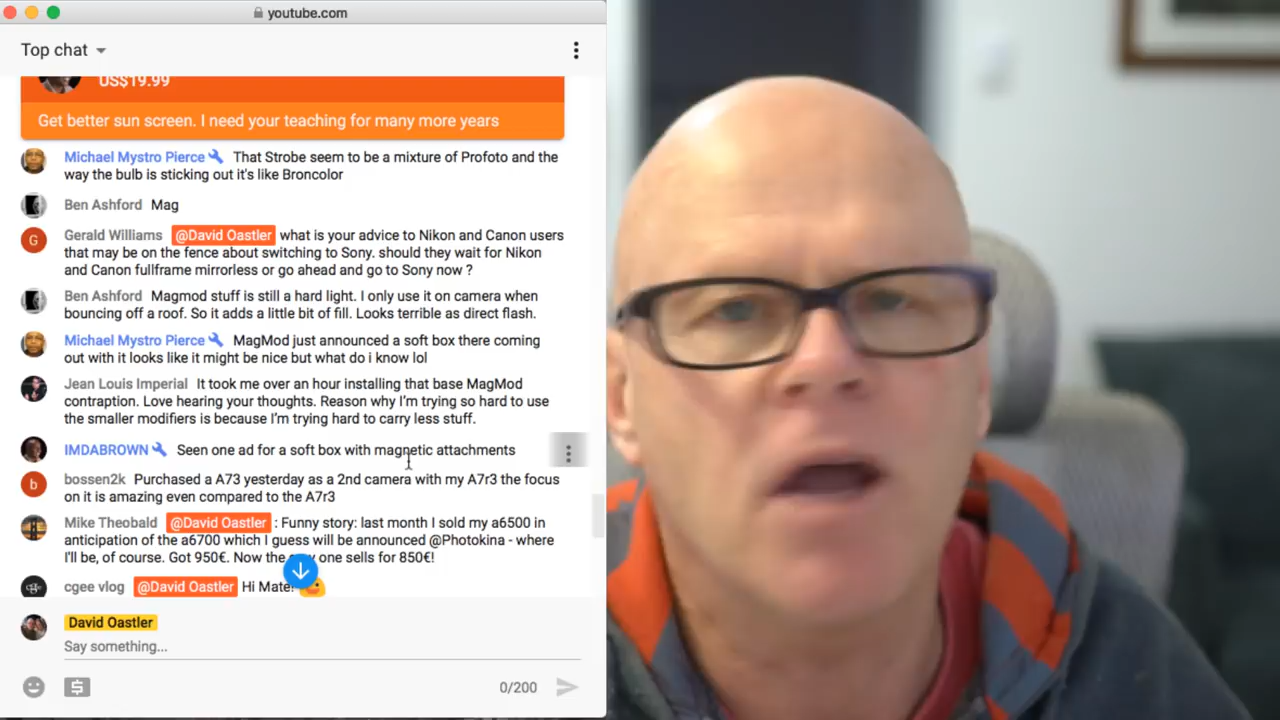 youtube.com
Top chat
US$19.99
Get better sun screen. I need your teaching for many more years
Michael Mystro Pierce That Strobe seem to be a mixture of Profoto and the
way the bulb is sticking out it's like Broncolor
Ben Ashford Mag
G Gerald Williams @David Oastler what is your advice to Nikon and Canon users
that may be on the fence about switching to Sony. should they wait for Nikon
and Canon fullframe mirrorless or go ahead and go to Sony now ?
Ben Ashford Magmod stuff is still a hard light. I only use it on camera when
bouncing off a roof. So it adds a little bit of fill. Looks terrible as direct flash.
Michael Mystro Pierce MagMod just announced a soft box there coming
out with it looks like it might be nice but what do i know lol
Jean Louis Imperial It took me over an hour installing that base MagMod
contraption. Love hearing your thoughts. Reason why I'm trying so hard to use
the smaller modifiers is because I'm trying hard to carry less stuff.
IMDABROWN Seen one ad for a soft box with magnetic attachments
b bossen2k Purchased a A73 yesterday as a 2nd camera with my A7r3 the focus
on it is amazing even compared to the A7r3
Mike Theobald @David Oastler : Funny story: last month I sold my a6500 in
anticipation of the a6700 which I guess will be announced @Photokina - where
I'll be, of course. Got 950€. Now the one sells for 850€!
cgee vlog @David Oastler Hi Mate!
David Oastler
Say something...
0/200